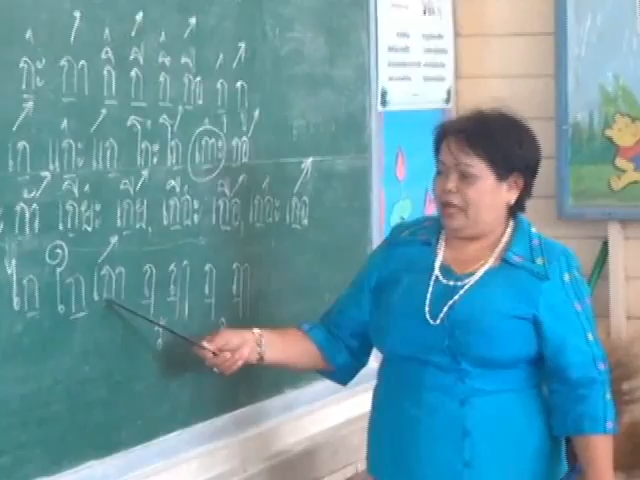 กะ กา กิ กี กึ กือ กุ กู
เก แกะ แก โกะ โก เกาะ กอ
กัว เกียะ เกีย เกือะ เกือ เกอะ เกอ
ไก ใก เกา ฤ ฤๅ ฦ ฦๅ